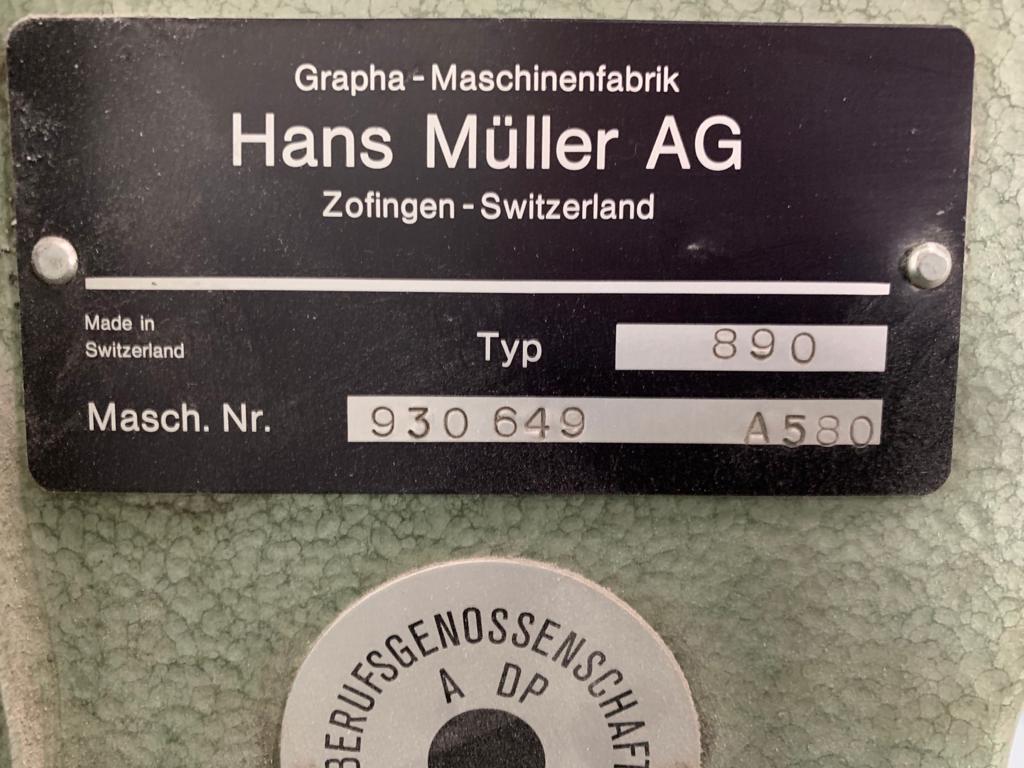 Grapha - Maschinenfabrik
Hans Müller AG
Zofingen - Switzerland
Made in
Switzerland
Typ 890
Masch. Nr. 930 649 A580
BERUFSGENOSSENSCHAFT
A DP